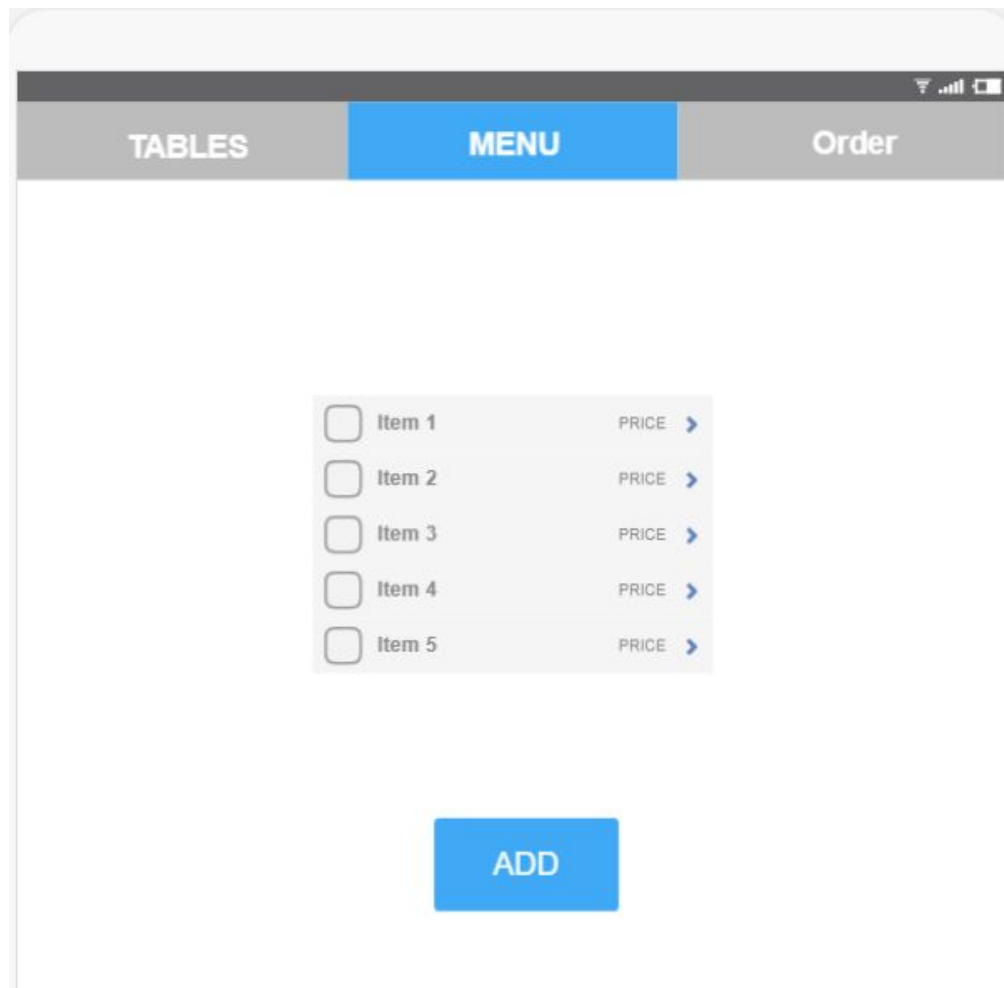 TABLES MENU Order
Item 1 PRICE
Item 2 PRICE
Item 3 PRICE
Item 4 PRICE
Item 5 PRICE
ADD